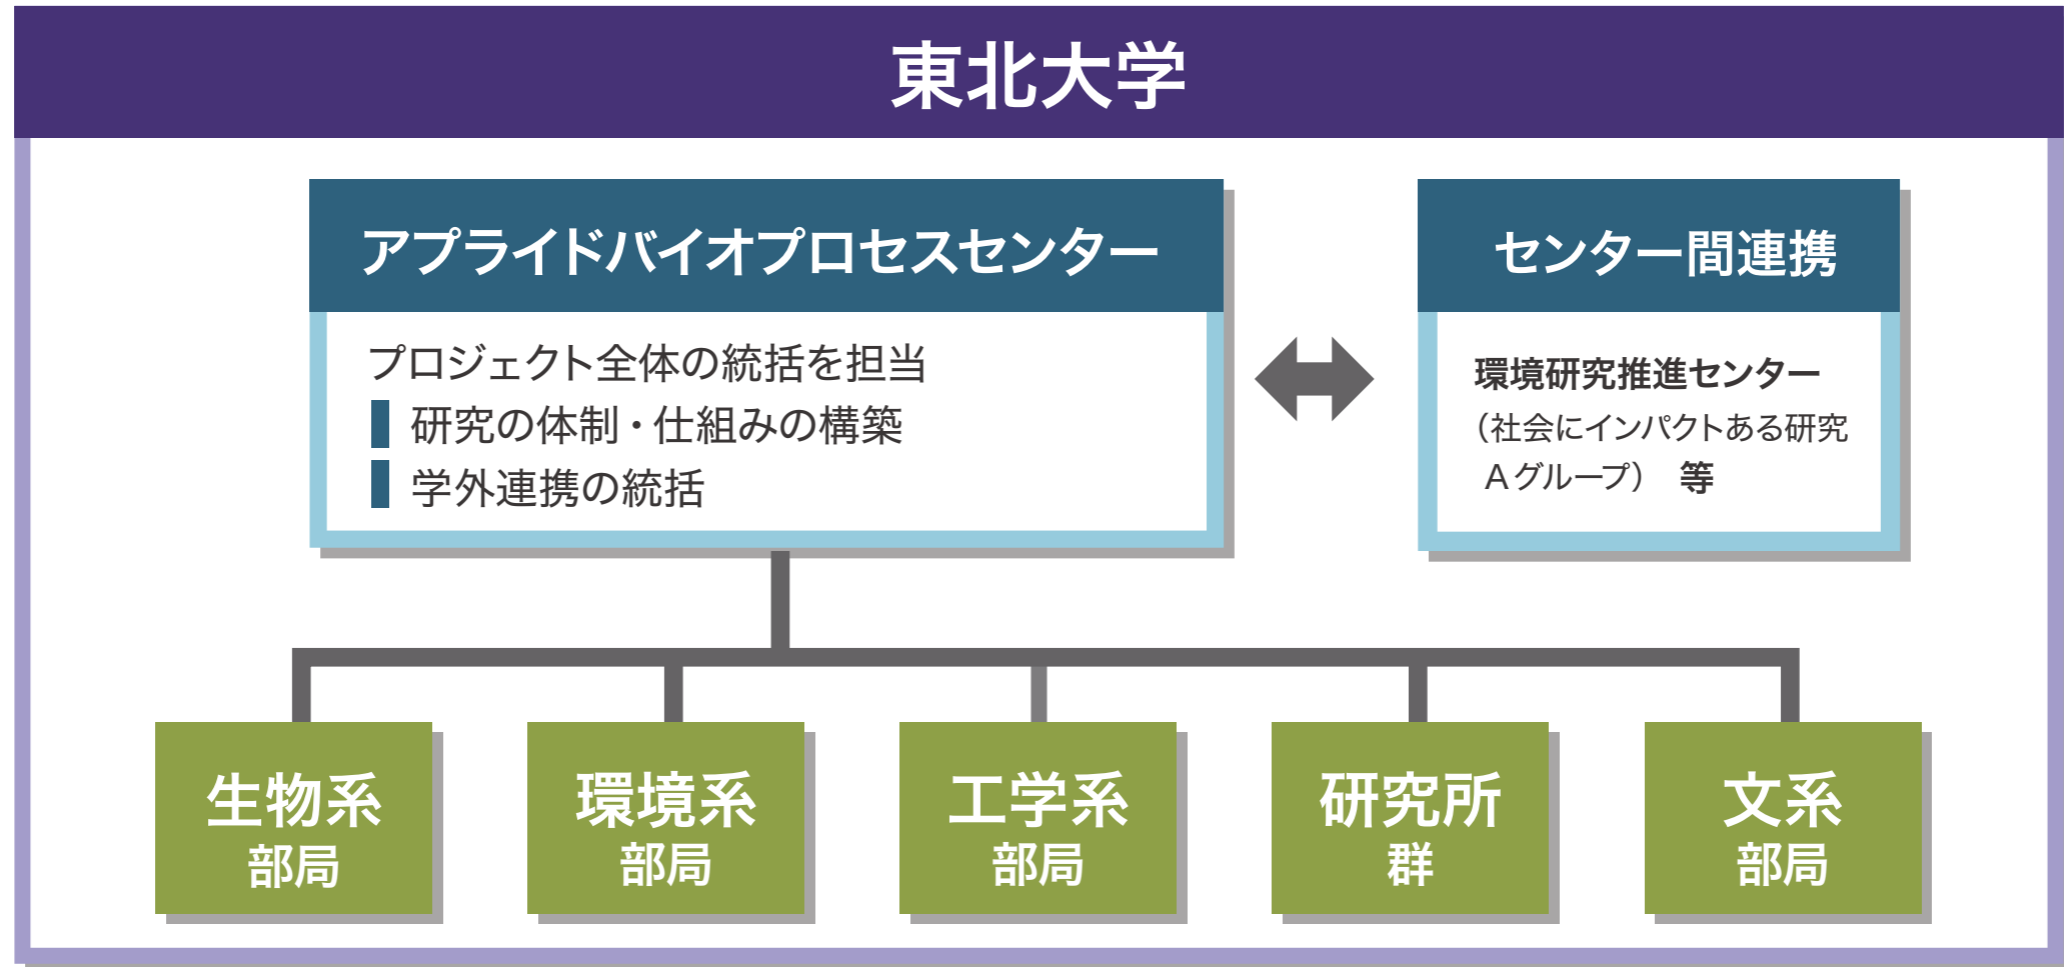 東北大学
アプライドバイオプロセスセンター
プロジェクト全体の統括を担当
研究の体制・仕組みの構築
学外連携の統括
センター間連携
環境研究推進センター
（社会にインパクトある研究
Aグループ） 等
生物系
部局
環境系
部局
工学系
部局
研究所
群
文系
部局